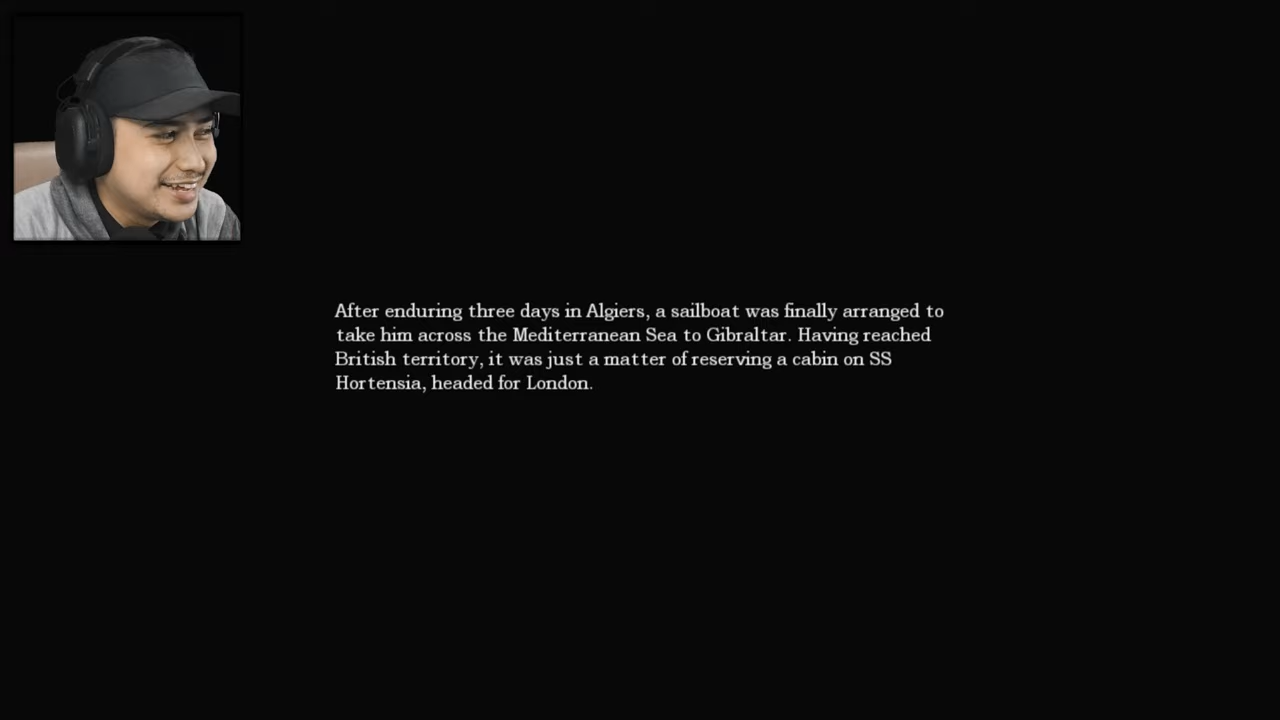 After enduring three days in Algiers, a sailboat was finally arranged to
take him across the Mediterranean Sea to Gibraltar. Having reached
British territory, it was just a matter of reserving a cabin on SS
Hortensia, headed for London.